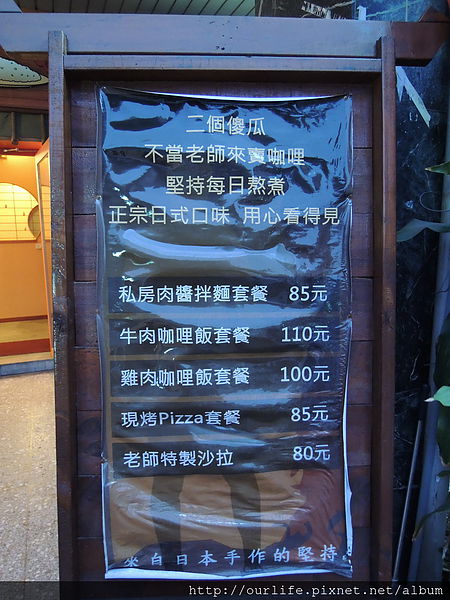 二個傻瓜
不當老師來賣咖哩
堅持每日熬煮
正宗日式口味 用心看得見
私房肉醬拌麵套餐 85元
牛肉咖哩飯套餐 110元
雞肉咖哩飯套餐 100元
現烤Pizza套餐 85元
老師特製沙拉 80元
來自日本手作的堅持
http://ourlife.pixnet.net/album